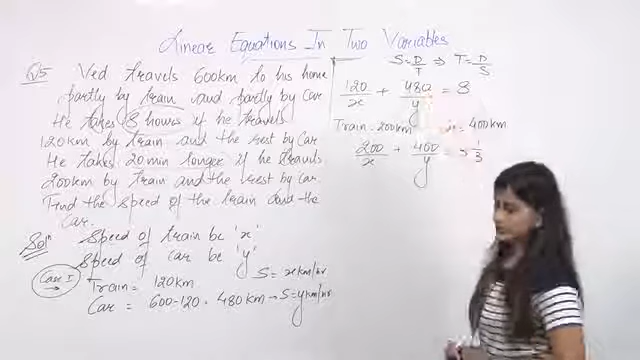 Linear Equations In Two Variables
Q5 Ved travels 600km to his home
partly by train and partly by car
He takes 8 hours if he travels
120km by train and the rest by car
He takes 20min longer if he travels
200km by train and the rest by car.
Find the speed of the train and the
car.
Solⁿ Speed of train be 'x'
Speed of car be 'y'
Case I Train = 120km S = x km/hr
Car = 600-120 = 480km → S = y km/hr
S = D/T ⇒ T = D/S
120/x + 480/y = 8
Train = 200km = 400km
200/x + 400/y = 1/3